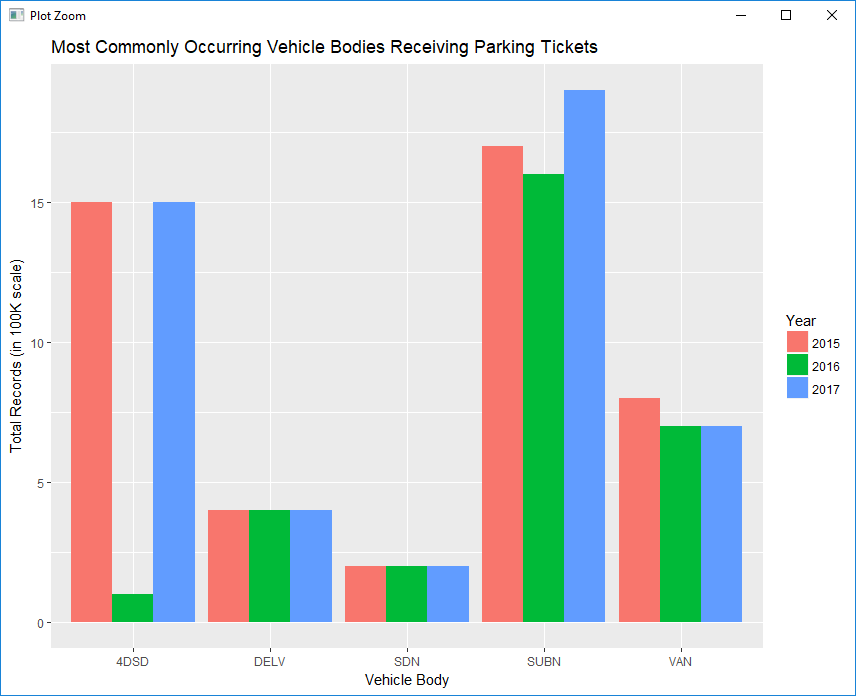 Plot Zoom
Most Commonly Occurring Vehicle Bodies Receiving Parking Tickets
Total Records (in 100K scale)
15
10
5
0
4DSD DELV SDN SUBN VAN
Vehicle Body
Year
2015
2016
2017